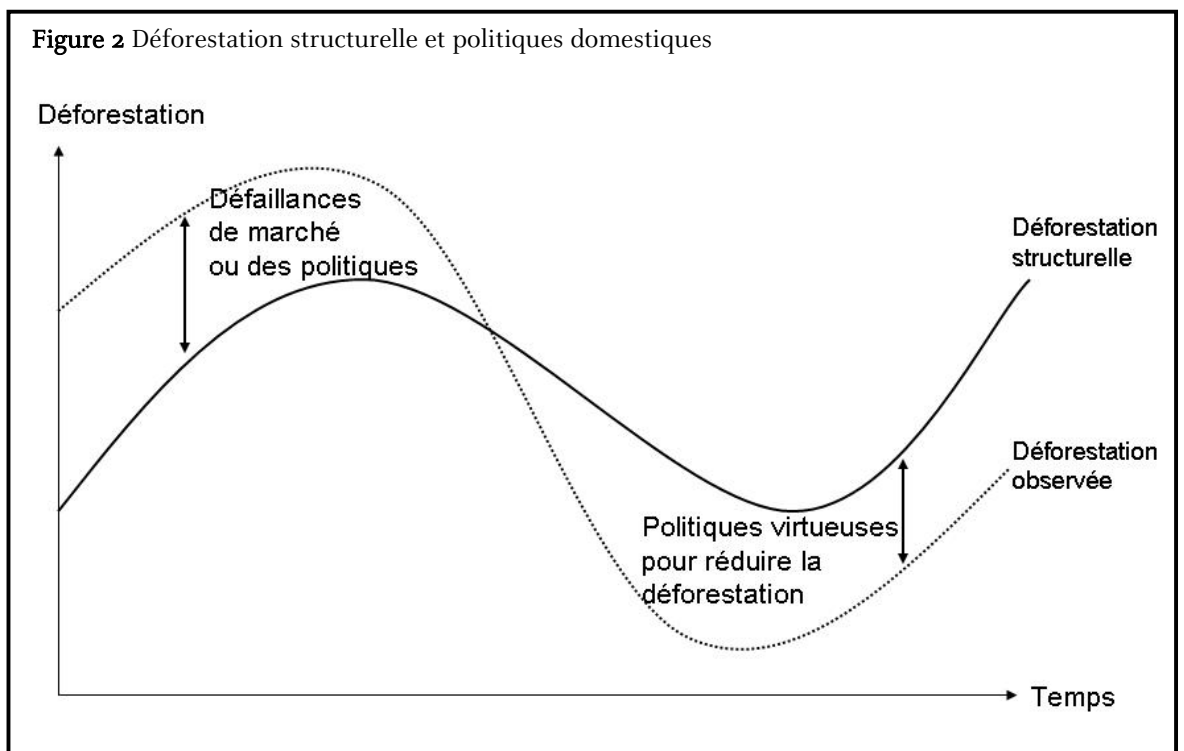 Figure 2 Déforestation structurelle et politiques domestiques
Déforestation
Défaillances
de marché
ou des politiques
Déforestation
structurelle
Déforestation
observée
Politiques virtueuses
pour réduire la
déforestation
Temps